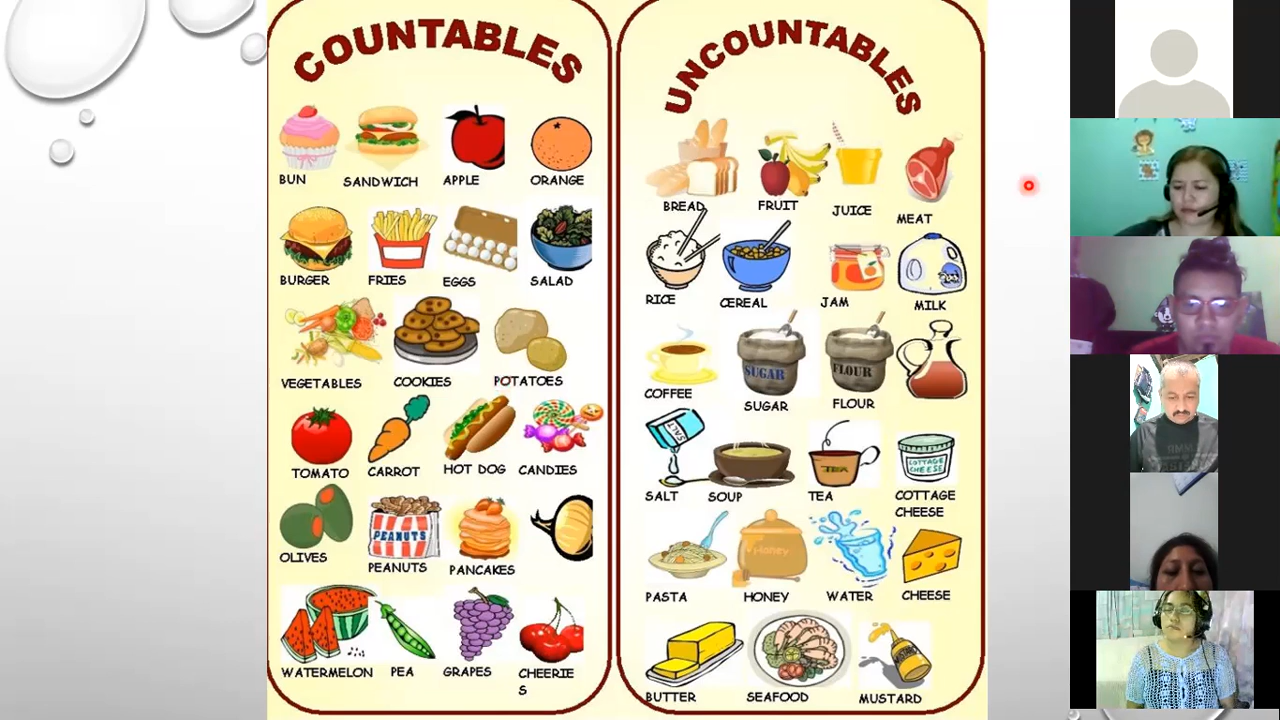 COUNTABLES
BUN SANDWICH APPLE ORANGE
BURGER FRIES EGGS SALAD
VEGETABLES COOKIES POTATOES
TOMATO CARROT HOT DOG CANDIES
PEANUTS
OLIVES PEANUTS PANCAKES
WATERMELON PEA GRAPES CHEERIE
S
UNCOUNTABLES
BREAD FRUIT JUICE MEAT
RICE CEREAL JAM MILK
SUGAR FLOUR
COFFEE SUGAR FLOUR
SALT
TEA
COTTAGE
CHEESE
SALT SOUP TEA COTTAGE
CHEESE
Honey
PASTA HONEY WATER CHEESE
MUSTARD
BUTTER SEAFOOD MUSTARD